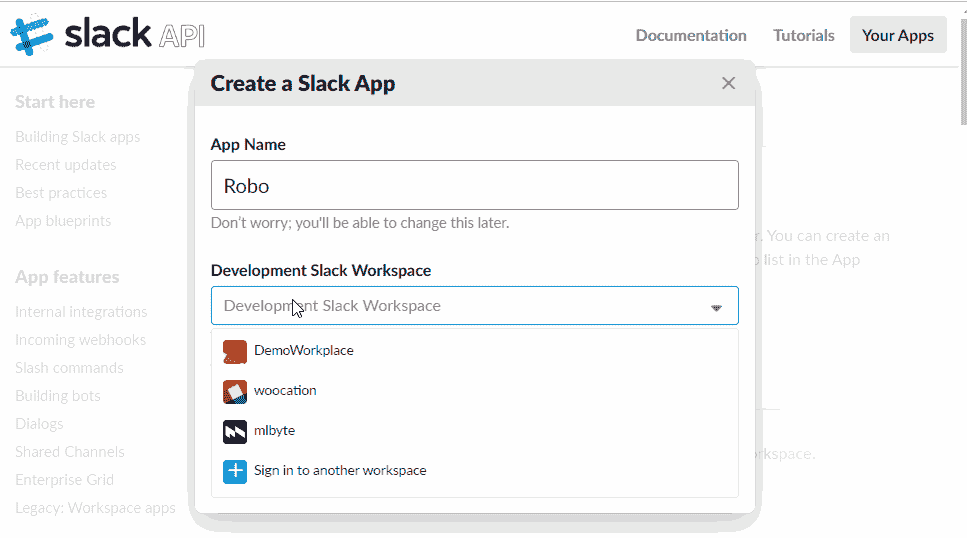 slack API
Documentation
Tutorials
Your Apps
Create a Slack App
Start here
Building Slack apps
Recent updates
Best practices
App blueprints
App features
Internal integrations
Incoming webhooks
Slash commands
Building bots
Dialogs
Shared Channels
Enterprise Grid
Legacy: Workspace apps
App Name
Robo
Don't worry; you'll be able to change this later.
Development Slack Workspace
Development Slack Workspace
DemoWorkplace
woocation
mlbyte
Sign in to another workspace
You can create an
list in the App